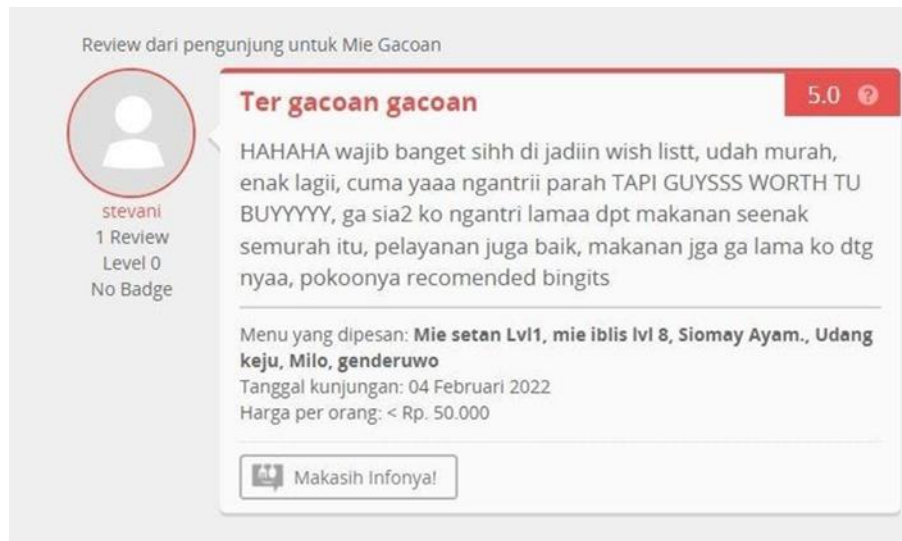 Review dari pengunjung untuk Mie Gacoan
stevani
1 Review
Level 0
No Badge
Ter gacoan gacoan
5.0 ?
HAHAHA wajib banget sihh di jadiin wish listt, udah murah,
enak lagii, cuma yaaa ngantrii parah TAPI GUYSSS WORTH TU
BUYYYYY, ga sia2 ko ngantri lamaa dpt makanan seenak
semurah itu, pelayanan juga baik, makanan jga ga lama ko dtg
nyaa, pokoonya recomended bingits
Menu yang dipesan: Mie setan Lvl1, mie iblis lvl 8, Siomay Ayam., Udang
keju, Milo, genderuwo
Tanggal kunjungan: 04 Februari 2022
Harga per orang: < Rp. 50.000
Makasih Infonya!